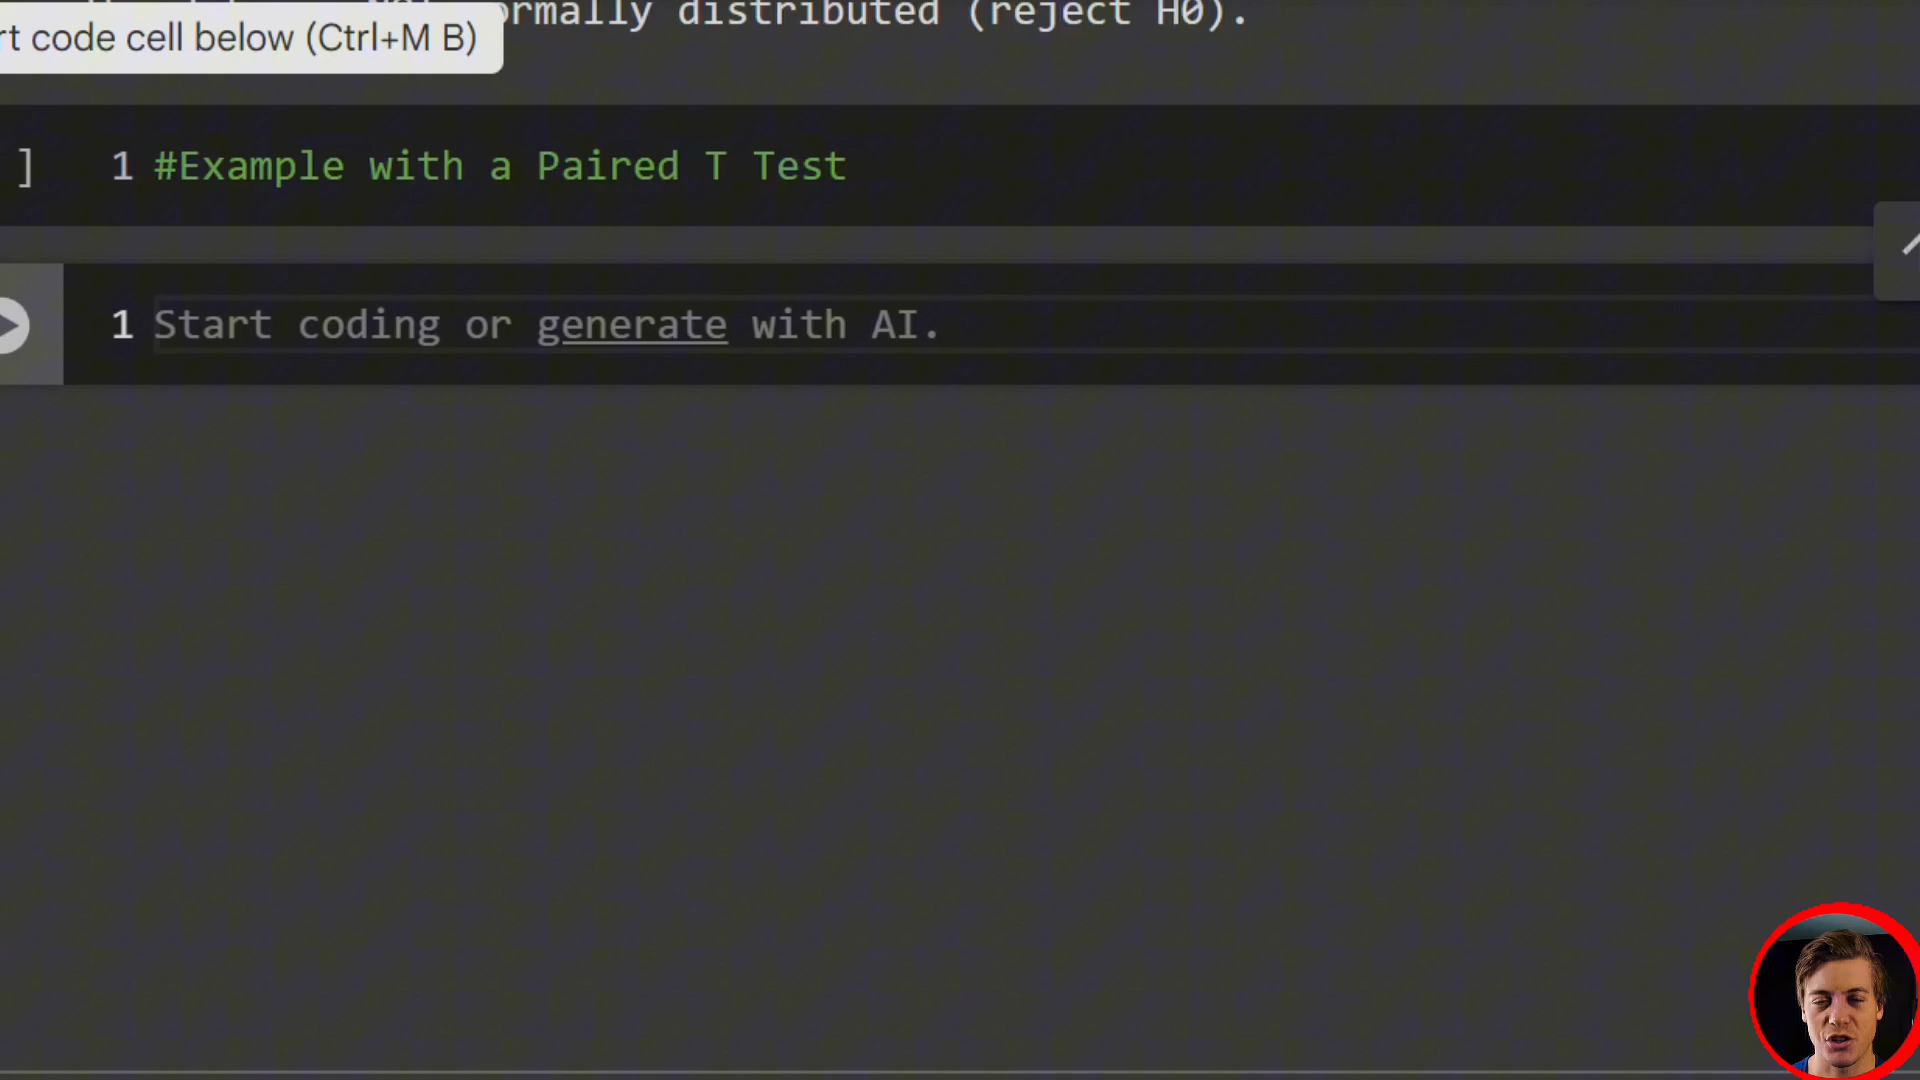 ormally distributed (reject H0).
rt code cell below (Ctrl+M B)
] 1 #Example with a Paired T Test
1 Start coding or generate with AI.